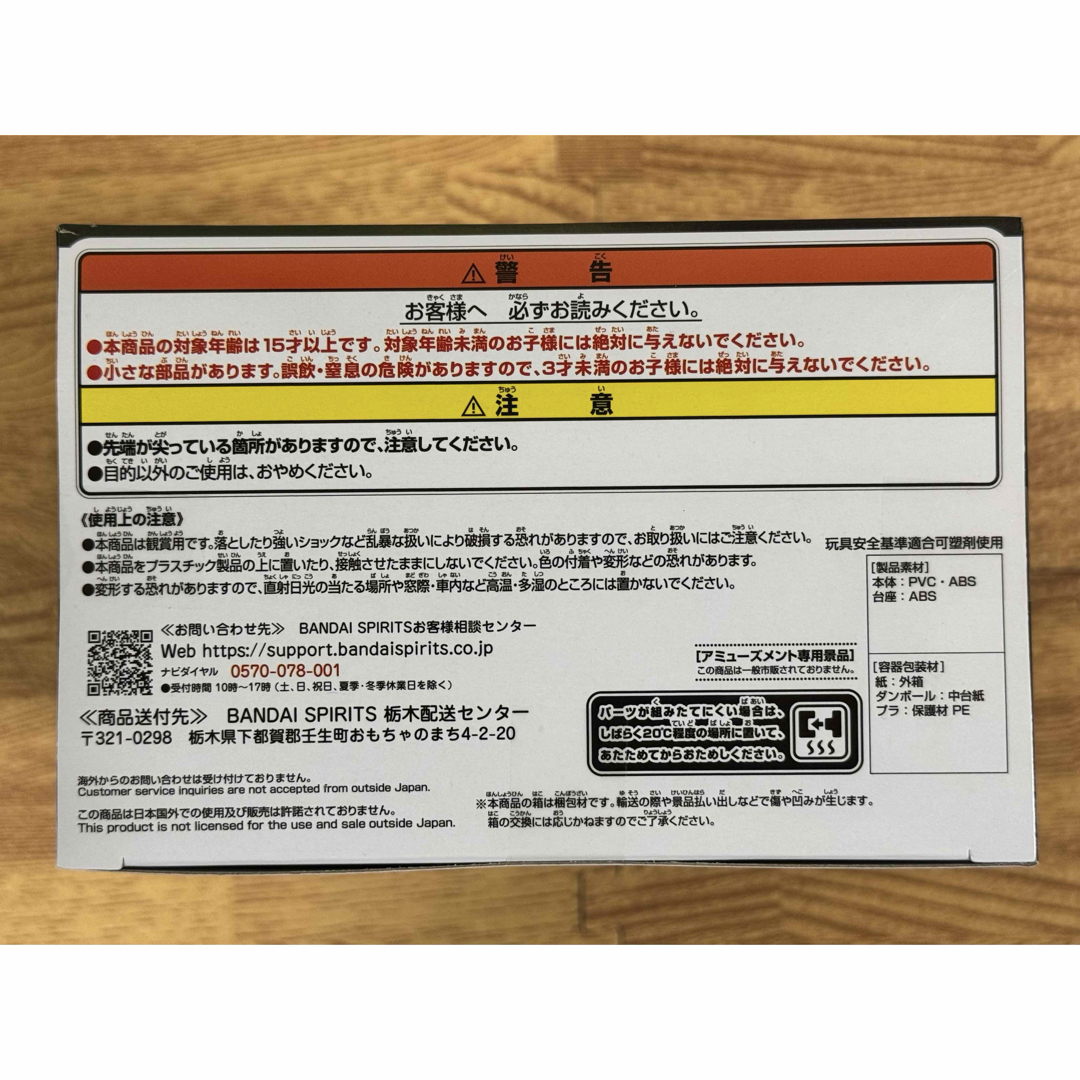 ⚠警告
お客様へ 必ずお読みください。
●本商品の対象年齢は15才以上です。対象年齢未満のお子様には絶対に与えないでください。
●小さな部品があります。誤飲・窒息の危険がありますので、3才未満のお子様には絶対に与えないでください。
⚠注意
●先端が尖っている箇所がありますので、注意してください。
●目的以外のご使用は、おやめください。
《使用上の注意》
●本商品は観賞用です。落としたり強いショックなど乱暴な扱いにより破損する恐れがありますので、お取り扱いにはご注意ください。
●本商品をプラスチック製品の上に置いたり、接触させたままにしないでください。色の付着や変形などの恐れがあります。
●変形する恐れがありますので、直射日光の当たる場所や窓際・車内など高温・多湿のところには置かないでください。
玩具安全基準適合可塑剤使用
[製品素材]
本体:PVC・ABS
台座:ABS
[容器包装材]
紙:外箱
ダンボール:中台紙
プラ:保護材 PE
≪お問い合わせ先≫ BANDAI SPIRITSお客様相談センター
Web https://support.bandaispirits.co.jp
ナビダイヤル 0570-078-001
●受付時間 10時〜17時(土、日、祝日、夏季・冬季休業日を除く)
≪商品送付先≫ BANDAI SPIRITS 栃木配送センター
〒321-0298 栃木県下都賀郡壬生町おもちゃのまち4-2-20
[アミューズメント専用景品]
この商品は一般市販されておりません。
パーツが組みたてにくい場合は、
しばらく20℃程度の場所に置いて、
あたためてからおためしください。
海外からのお問い合わせは受け付けておりません。
Customer service inquiries are not accepted from outside Japan.
この商品は日本国外での使用及び販売は許諾されておりません。
This product is not licensed for the use and sale outside Japan.
※本商品の箱は梱包材です。輸送の際や景品払い出しなどで傷や凹みが生じます。
箱の交換には応じかねますのでご了承ください。